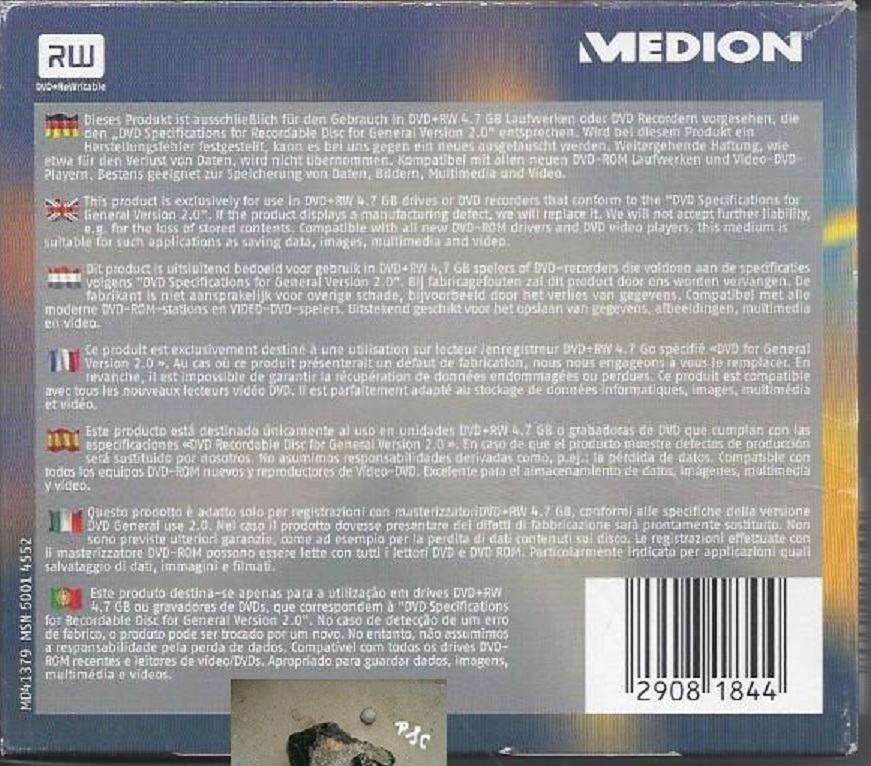 RW
DVD+ReWritable
MEDION
Dieses Produkt ist ausschließlich für den Gebrauch in DVD+RW 4.7 GB Laufwerken oder DVD Recordern vorgesehen, die
den „DVD Specifications for Recordable Disc for General Version 2.0" entsprechen. Wird bei diesem Produkt ein
Herstellungsfehler festgestellt, kann es bei uns gegen ein neues ausgetauscht werden. Weitergehende Haftung, wie
etwa für den Verlust von Daten, wird nicht übernommen. Kompatibel mit allen neuen DVD-ROM Laufwerken und Video-DVD-
Playern. Bestens geeignet zur Speicherung von Daten, Bildern, Multimedia und Video.
This product is exclusively for use in DVD+RW 4.7 GB drives or DVD recorders that conform to the "DVD Specifications for
General Version 2.0". If the product displays a manufacturing defect, we will replace it. We will not accept further liability,
e.g. for the loss of stored contents. Compatible with all new DVD-ROM drivers and DVD video players, this medium is
suitable for such applications as saving data, images, multimedia and video.
Dit product is uitsluitend bedoeld voor gebruik in DVD+RW 4,7 GB spelers of DVD-recorders die voldoen aan de specificaties
volgens "DVD Specifications for General Version 2.0". Bij fabricagefouten zal dit product door ons worden vervangen. De
fabrikant is niet aansprakelijk voor overige schade, bijvoorbeeld door het verlies van gegevens. Compatibel met alle
moderne DVD-ROM-stations en VIDEO-DVD-spelers. Uitstekend geschikt voor het opslaan van gegevens, afbeeldingen, multimedia
en video.
Ce produit est exclusivement destiné à une utilisation sur lecteur /enregistreur DVD+RW 4.7 Go spécifié «DVD for General
Version 2.0 ». Au cas où ce produit présenterait un défaut de fabrication, nous nous engageons à vous le remplacer. En
revanche, il est impossible de garantir la récupération de données endommagées ou perdues. Ce produit est compatible
avec tous les nouveaux lecteurs vidéo DVD. Il est parfaitement adapté au stockage de données informatiques, images, multimédia
et vidéo.
Este producto está destinado únicamente al uso en unidades DVD+RW 4.7 GB o grabadoras de DVD que cumplan con las
especificaciones «DVD Recordable Disc for General Version 2.0 ». En caso de que el producto muestre defectos de producción
será sustituido por nosotros. No asumimos responsabilidades derivadas como, p.ej.: la pérdida de datos. Compatible con
todos los equipos DVD-ROM nuevos y reproductores de Vídeo-DVD. Excelente para el almacenamiento de datos, imágenes, multimedia
y vídeo.
Questo prodotto è adatto solo per registrazioni con masterizzatoriDVD+RW 4.7 GB, conformi alle specifiche della versione
DVD General use 2.0. Nel caso il prodotto dovesse presentare dei difetti di fabbricazione sarà prontamente sostituito. Non
sono previste ulteriori garanzie, come ad esempio per la perdita di dati contenuti sul disco. Le registrazioni effettuate con
il masterizzatore DVD-ROM possono essere lette con tutti i lettori DVD e DVD ROM. Particolarmente indicato per applicazioni quali
salvataggio di dati, immagini e filmati.
Este produto destina-se apenas para a utilização em drives DVD+RW
4.7 GB ou gravadores de DVDs, que correspondem à "DVD Specifications
for Recordable Disc for General Version 2.0". No caso de detecção de um erro
de fabrico, o produto pode ser trocado por um novo. No entanto, não assumimos
a responsabilidade pela perda de dados. Compatível com todos os drives DVD-
ROM recentes e leitores de vídeo/DVDs. Apropriado para guardar dados, imagens,
multimédia e vídeos.
MD41379 MSN 5001 4552
2908 1844